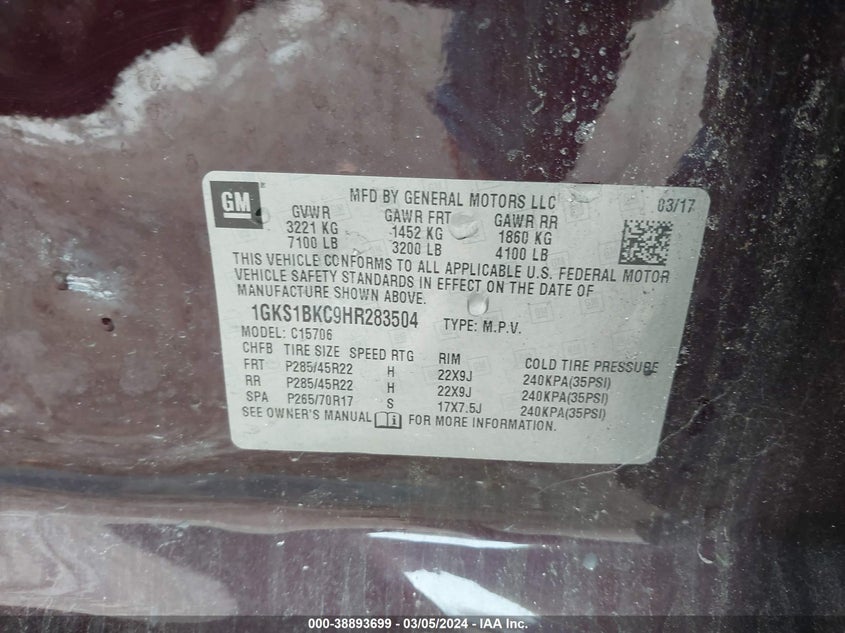 GM
MFD BY GENERAL MOTORS LLC 03/17
GVWR GAWR FRT GAWR RR
3221 KG 1452 KG 1860 KG
7100 LB 3200 LB 4100 LB
THIS VEHICLE CONFORMS TO ALL APPLICABLE U.S. FEDERAL MOTOR
VEHICLE SAFETY STANDARDS IN EFFECT ON THE DATE OF
MANUFACTURE SHOWN ABOVE.
1GKS1BKC9HR283504 TYPE: M.P.V.
MODEL: C15706
CHFB TIRE SIZE SPEED RTG RIM COLD TIRE PRESSURE
FRT P285/45R22 H 22X9J 240KPA(35PSI)
RR P285/45R22 H 22X9J 240KPA(35PSI)
SPA P265/70R17 S 17X7.5J 240KPA(35PSI)
SEE OWNER'S MANUAL FOR MORE INFORMATION.
000-38893699 - 03/05/2024 - IAA Inc.